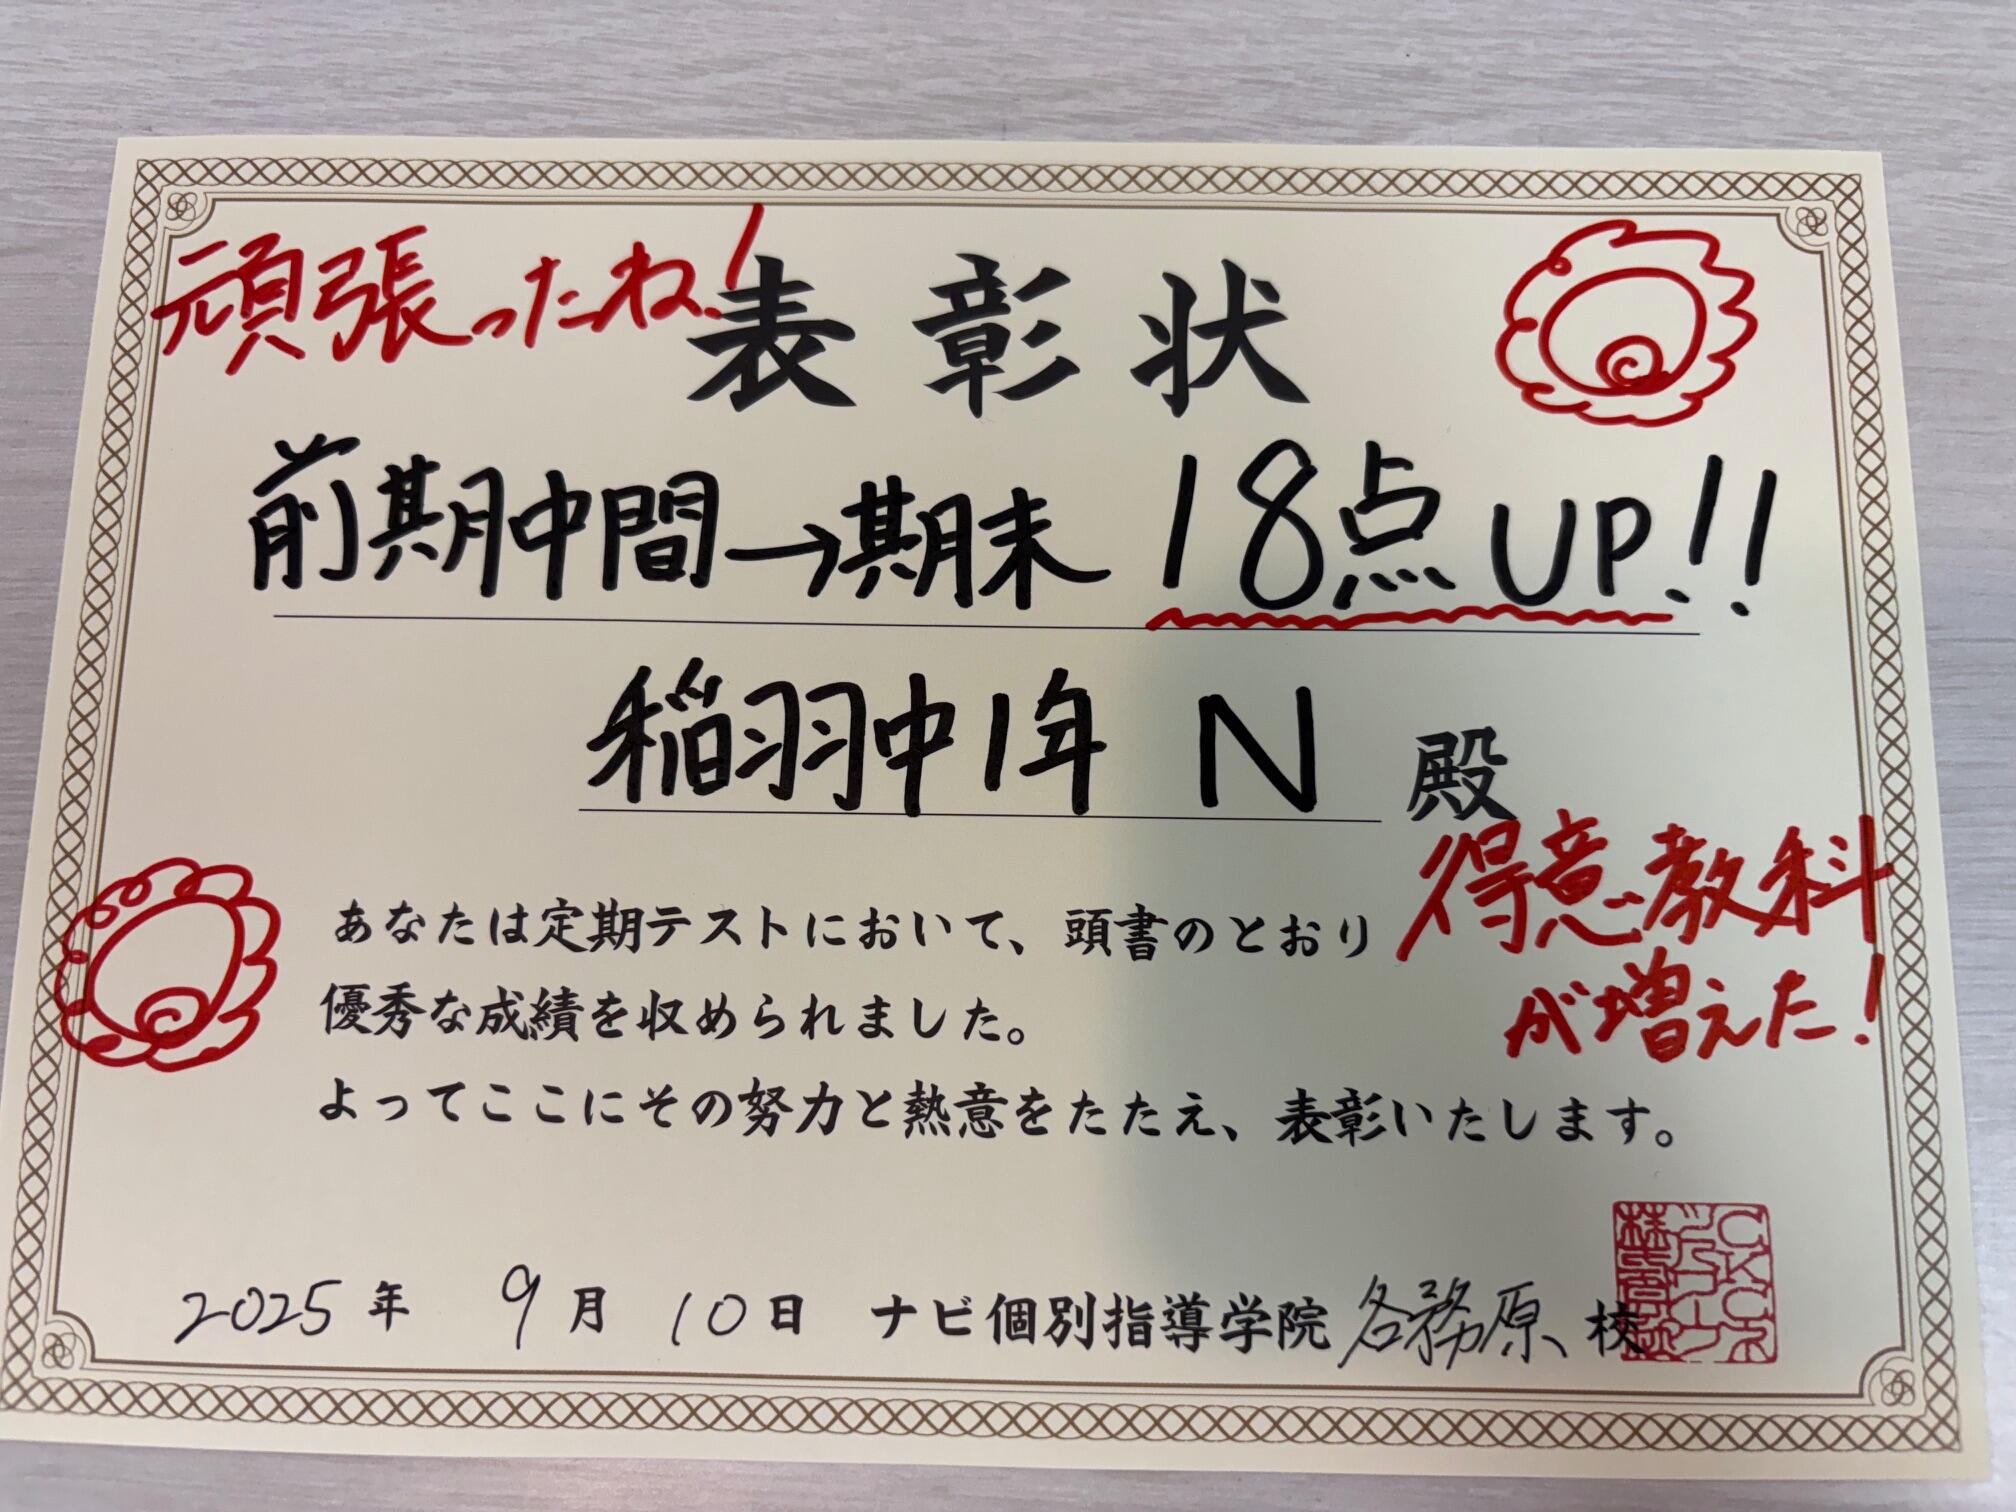 頑張ったね!
表彰状
前期中間→期末 18点UP!!
稲羽中1年 N 殿
得意教科
が増えた!
あなたは定期テストにおいて、頭書のとおり
優秀な成績を収められました。
よってここにその努力と熱意をたたえ、表彰いたします。
2025年 9月 10日 ナビ個別指導学院 各務原校